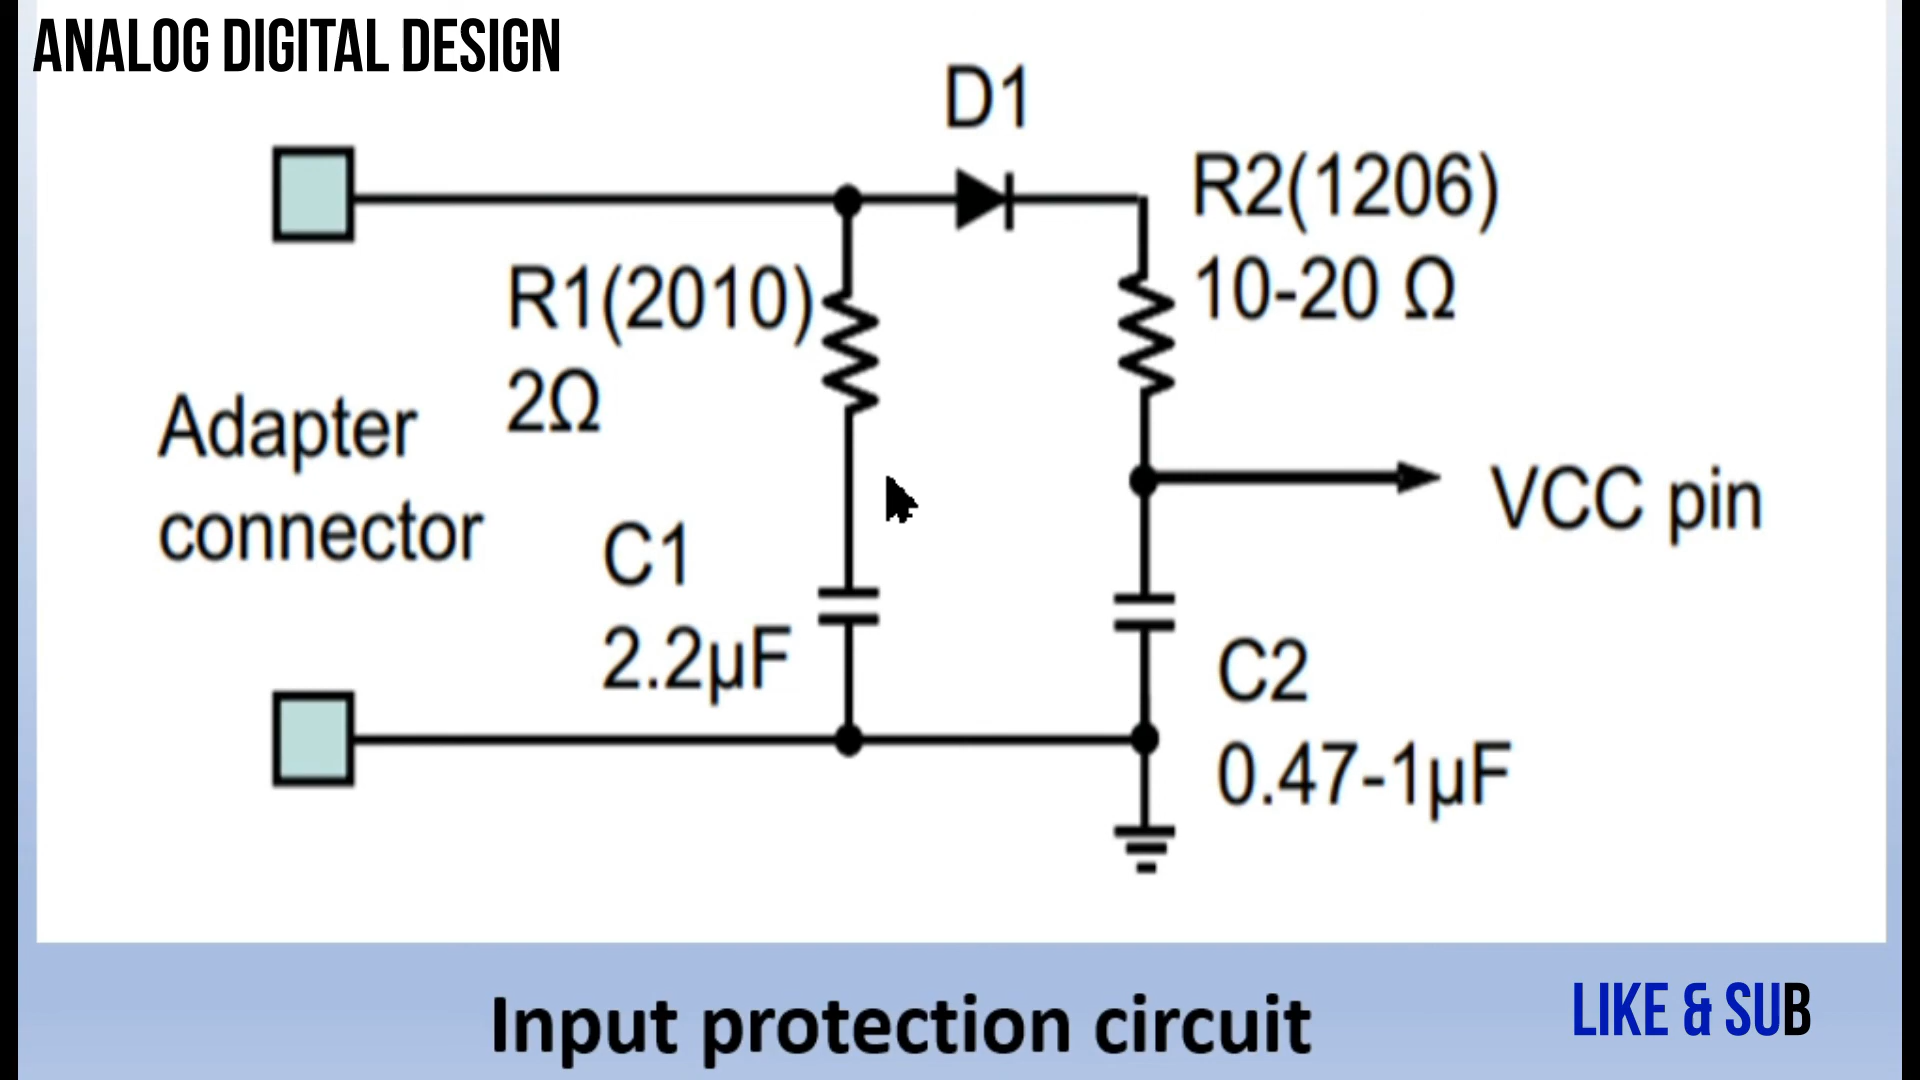 ANALOG DIGITAL DESIGN
D1
R2(1206)
10-20 Ω
R1(2010)
2Ω
Adapter
connector
VCC pin
C1
2.2µF
C2
0.47-1µF
Input protection circuit
LIKE & SUB